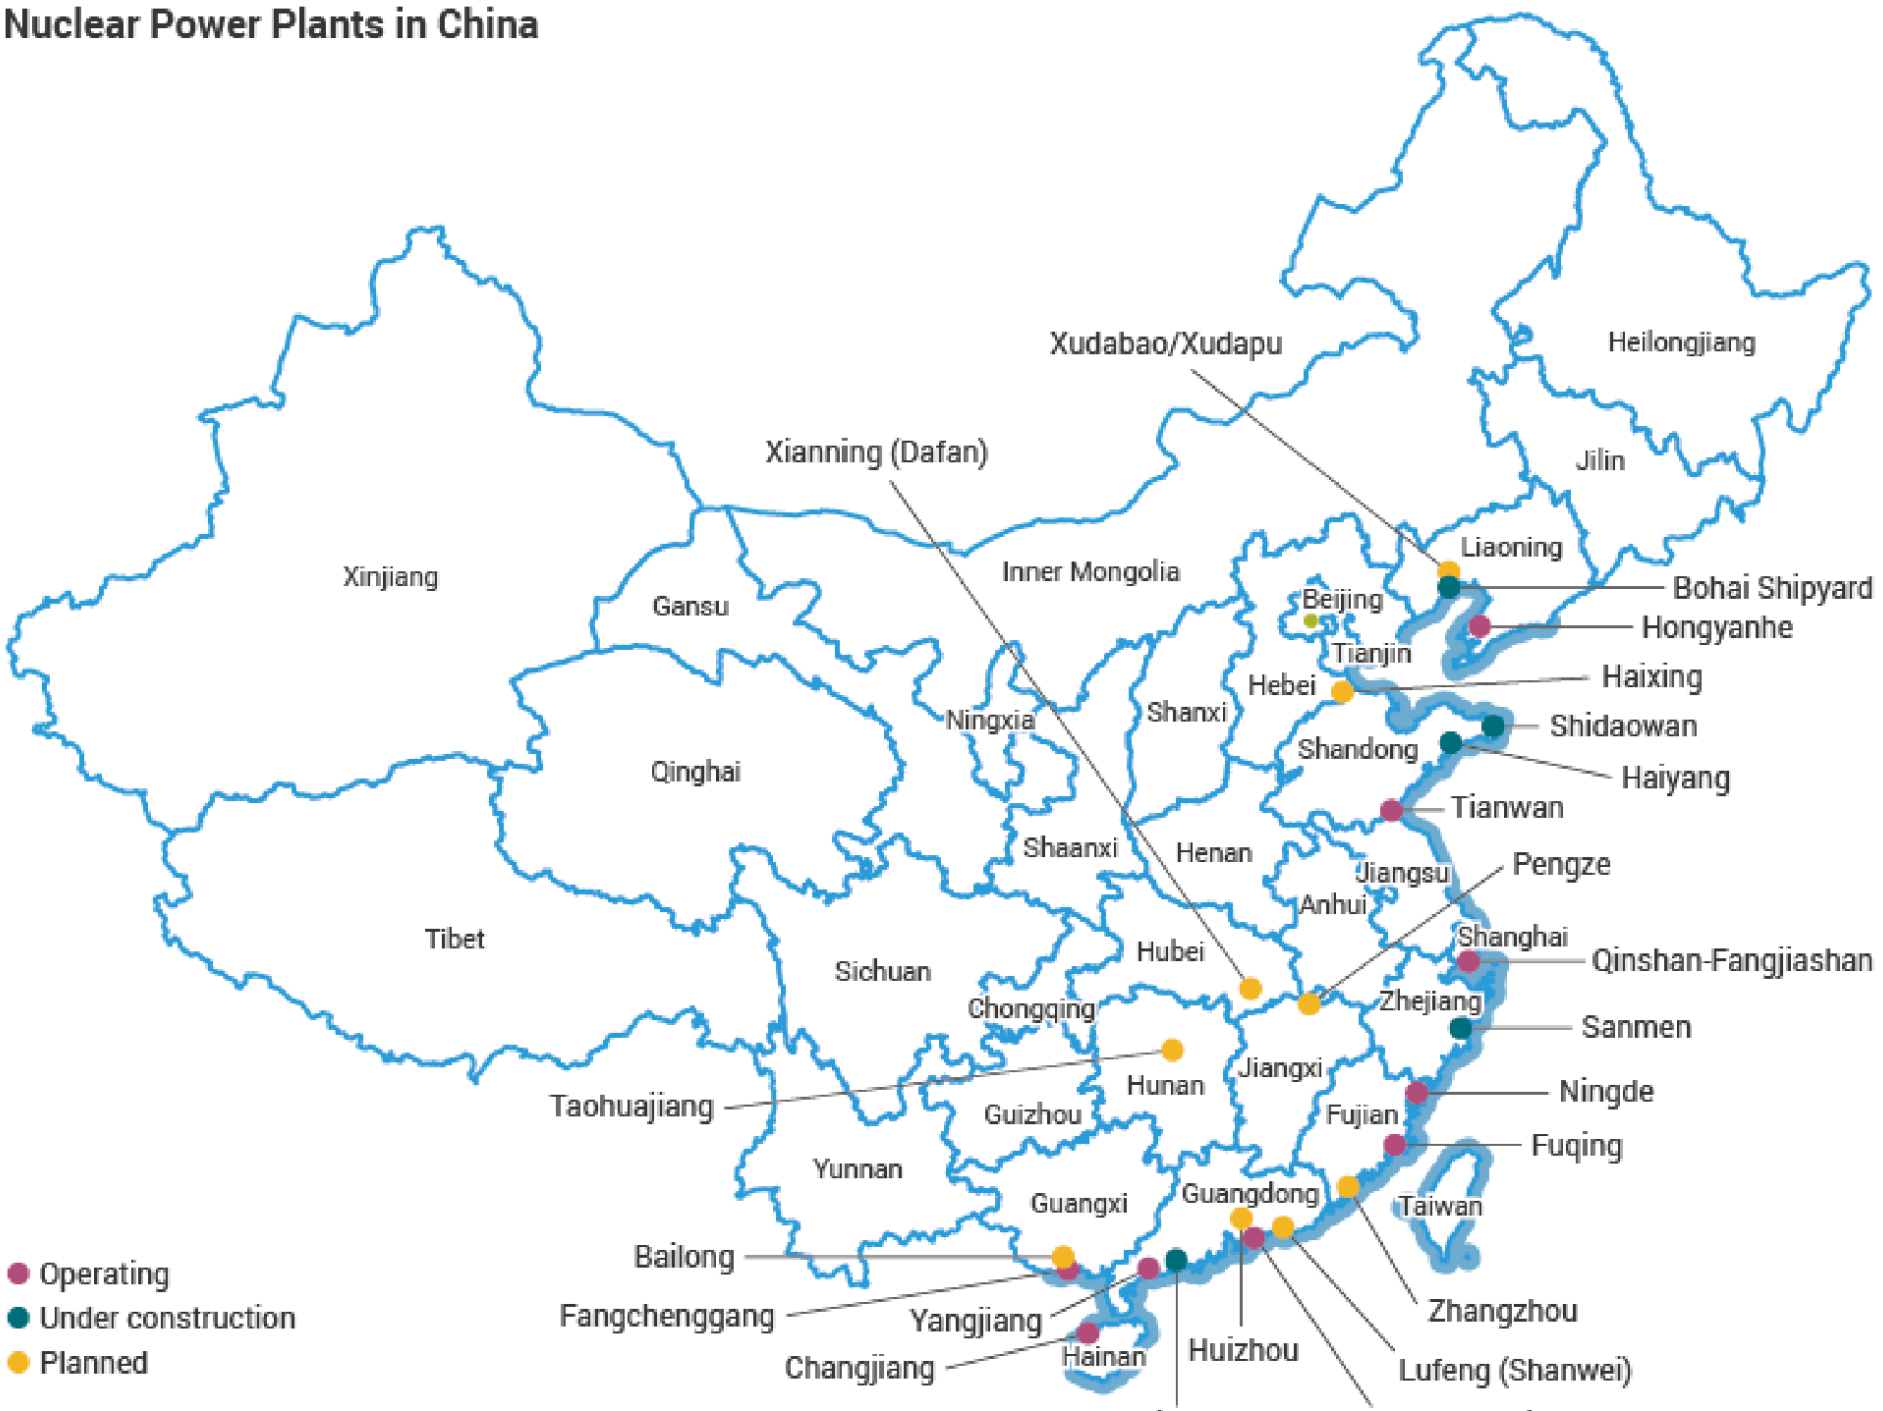 Nuclear Power Plants in China
Heilongjiang
Xudabao/Xudapu
Xianning (Dafan)
Jilin
Liaoning
Inner Mongolia
Xinjiang
Bohai Shipyard
Gansu
Beijing
Hongyanhe
Tianjin
Haixing
Hebei
Shanxi
Ningxia
Shidaowan
Shandong
Qinghai
Haiyang
Tianwan
Shaanxi
Henan
Pengze
Jiangsu
Anhui
Shanghai
Tibet
Hubei
Qinshan-Fangjiashan
Sichuan
Zhejiang
Chongqing
Sanmen
Jiangxi
Hunan
Ningde
Taohuajiang
Guizhou
Fujian
Fuqing
Yunnan
Guangdong
Guangxi
Taiwan
Bailong
Operating
Zhangzhou
Fangchenggang
Yangjiang
Under construction
Huizhou
Hainan
Planned
Changjiang
Lufeng (Shanwei)